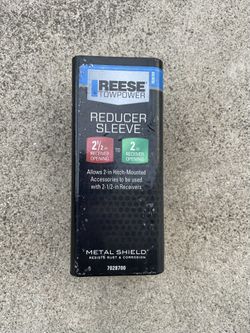 REESE
TOWPOWER
REDUCER
SLEEVE
2 1/2 in
RECEIVER
OPENING
TO
2 in
RECEIVER
OPENING
Allows 2-in Hitch-Mounted
Accessories to be used
with 2-1/2-in Receivers
METAL SHIELD
RESISTS RUST & CORROSION
7028700